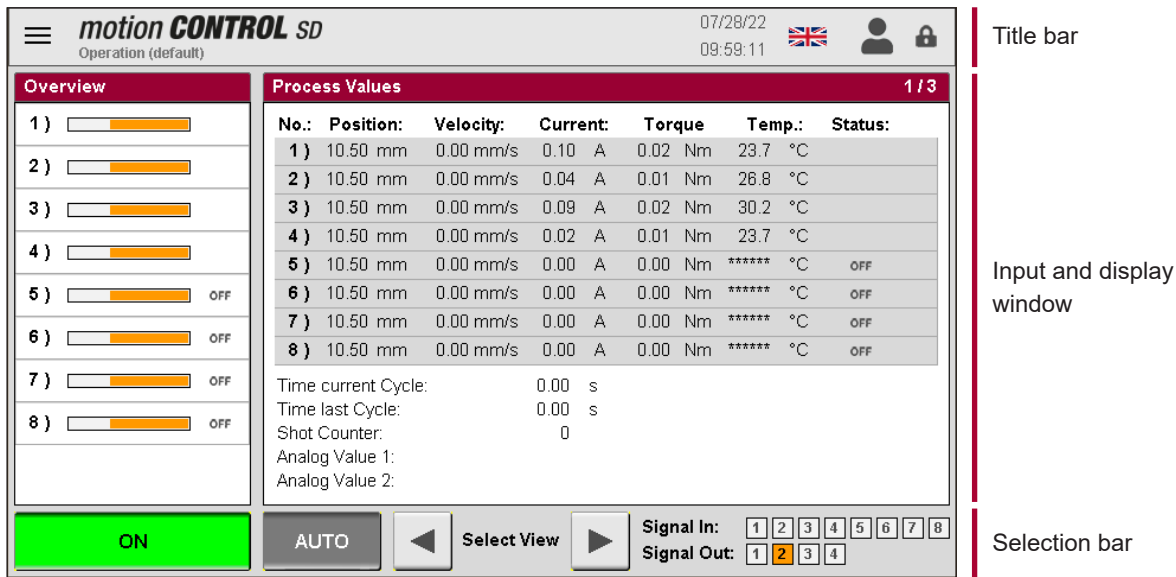 motion CONTROL SD
Operation (default)
07/28/22
09:59:11
Title bar
Overview
1 )
2 )
3 )
4 )
5 ) OFF
6 ) OFF
7 ) OFF
8 ) OFF
Process Values 1 / 3
No.: Position: Velocity: Current: Torque Temp.: Status:
1 ) 10.50 mm 0.00 mm/s 0.10 A 0.02 Nm 23.7 °C
2 ) 10.50 mm 0.00 mm/s 0.04 A 0.01 Nm 26.8 °C
3 ) 10.50 mm 0.00 mm/s 0.09 A 0.02 Nm 30.2 °C
4 ) 10.50 mm 0.00 mm/s 0.02 A 0.01 Nm 23.7 °C
5 ) 10.50 mm 0.00 mm/s 0.00 A 0.00 Nm ****** °C OFF
6 ) 10.50 mm 0.00 mm/s 0.00 A 0.00 Nm ****** °C OFF
7 ) 10.50 mm 0.00 mm/s 0.00 A 0.00 Nm ****** °C OFF
8 ) 10.50 mm 0.00 mm/s 0.00 A 0.00 Nm ****** °C OFF
Time current Cycle: 0.00 s
Time last Cycle: 0.00 s
Shot Counter: 0
Analog Value 1:
Analog Value 2:
Input and display
window
ON
AUTO
Select View
Signal In: 1 2 3 4 5 6 7 8
Signal Out: 1 2 3 4
Selection bar